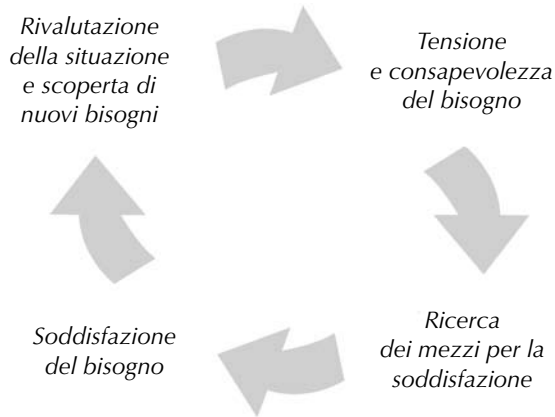 Rivalutazione
della situazione
e scoperta di
nuovi bisogni
Tensione
e consapevolezza
del bisogno
Ricerca
dei mezzi per la
soddisfazione
Soddisfazione
del bisogno